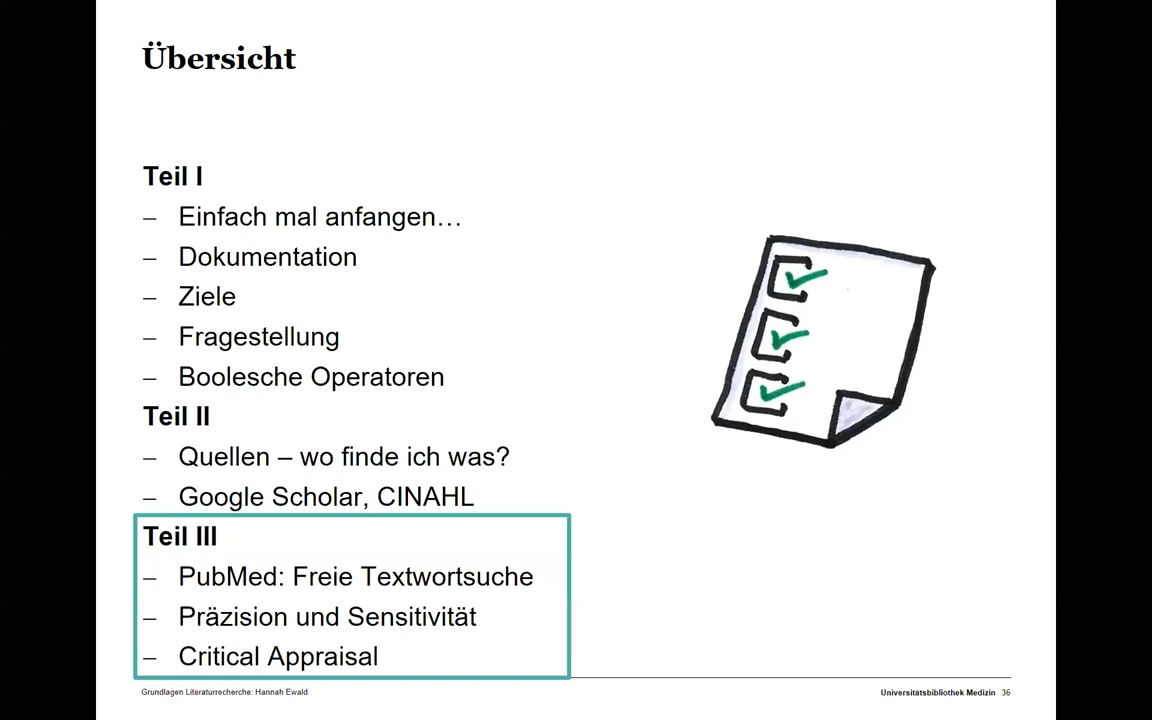 Übersicht
Teil I
– Einfach mal anfangen…
– Dokumentation
– Ziele
– Fragestellung
– Boolesche Operatoren
Teil II
– Quellen – wo finde ich was?
– Google Scholar, CINAHL
Teil III
– PubMed: Freie Textwortsuche
– Präzision und Sensitivität
– Critical Appraisal
Grundlagen Literaturrecherche: Hannah Ewald
Universitätsbibliothek Medizin 36